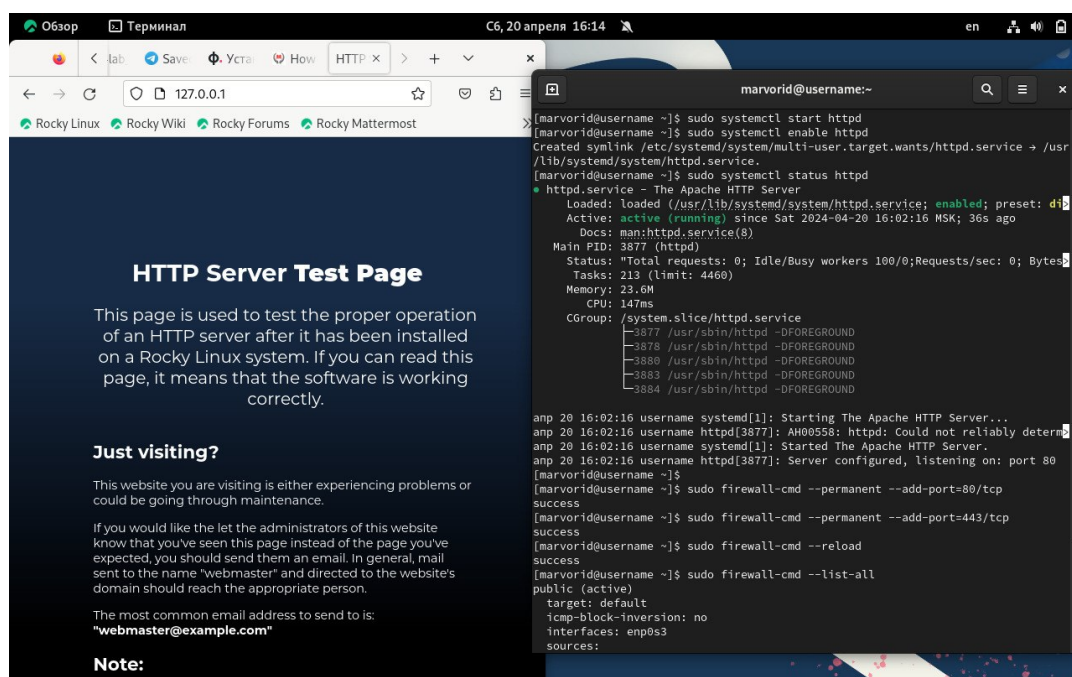 Обзор
Терминал
Сб, 20 апреля 16:14
en
lab
Save
Уста
How
HTTP ×
127.0.0.1
Rocky Linux
Rocky Wiki
Rocky Forums
Rocky Mattermost
HTTP Server Test Page
This page is used to test the proper operation
of an HTTP server after it has been installed
on a Rocky Linux system. If you can read this
page, it means that the software is working
correctly.
Just visiting?
This website you are visiting is either experiencing problems or
could be going through maintenance.
If you would like the let the administrators of this website
know that you've seen this page instead of the page you've
expected, you should send them an email. In general, mail
sent to the name "webmaster" and directed to the website's
domain should reach the appropriate person.
The most common email address to send to is:
"webmaster@example.com"
Note:
marvorid@username:~
[marvorid@username ~]$ sudo systemctl start httpd
[marvorid@username ~]$ sudo systemctl enable httpd
Created symlink /etc/systemd/system/multi-user.target.wants/httpd.service → /usr
/lib/systemd/system/httpd.service.
[marvorid@username ~]$ sudo systemctl status httpd
● httpd.service - The Apache HTTP Server
Loaded: loaded (/usr/lib/systemd/system/httpd.service; enabled; preset: di>
Active: active (running) since Sat 2024-04-20 16:02:16 MSK; 36s ago
Docs: man:httpd.service(8)
Main PID: 3877 (httpd)
Status: "Total requests: 0; Idle/Busy workers 100/0;Requests/sec: 0; Bytes>
Tasks: 213 (limit: 4460)
Memory: 23.6M
CPU: 147ms
CGroup: /system.slice/httpd.service
├─3877 /usr/sbin/httpd -DFOREGROUND
├─3878 /usr/sbin/httpd -DFOREGROUND
├─3880 /usr/sbin/httpd -DFOREGROUND
├─3883 /usr/sbin/httpd -DFOREGROUND
└─3884 /usr/sbin/httpd -DFOREGROUND
апр 20 16:02:16 username systemd[1]: Starting The Apache HTTP Server...
апр 20 16:02:16 username httpd[3877]: AH00558: httpd: Could not reliably determ>
апр 20 16:02:16 username systemd[1]: Started The Apache HTTP Server.
апр 20 16:02:16 username httpd[3877]: Server configured, listening on: port 80
[marvorid@username ~]$
[marvorid@username ~]$ sudo firewall-cmd --permanent --add-port=80/tcp
success
[marvorid@username ~]$ sudo firewall-cmd --permanent --add-port=443/tcp
success
[marvorid@username ~]$ sudo firewall-cmd --reload
success
[marvorid@username ~]$ sudo firewall-cmd --list-all
public (active)
target: default
icmp-block-inversion: no
interfaces: enp0s3
sources: